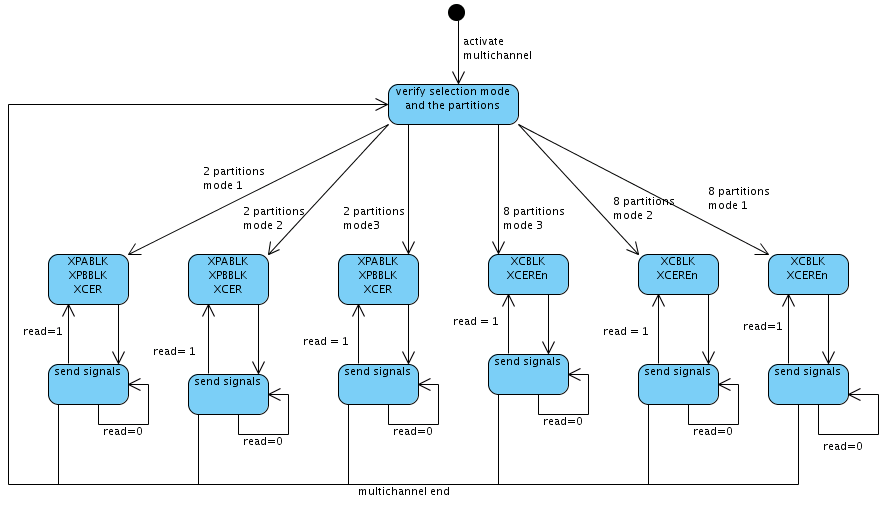 activate
multichannel
verify selection mode
and the partitions
2 partitions
mode 1
2 partitions
mode 2
2 partitions
mode3
8 partitions
mode 3
8 partitions
mode 2
8 partitions
mode 1
XPABLK
XPBBLK
XCER
XPABLK
XPBBLK
XCER
XPABLK
XPBBLK
XCER
XCBLK
XCEREn
XCBLK
XCEREn
XCBLK
XCEREn
read=1
read= 1
read = 1
read = 1
read = 1
read=1
send signals
send signals
send signals
send signals
send signals
send signals
read=0
read=0
read=0
read=0
read=0
read=0
multichannel end